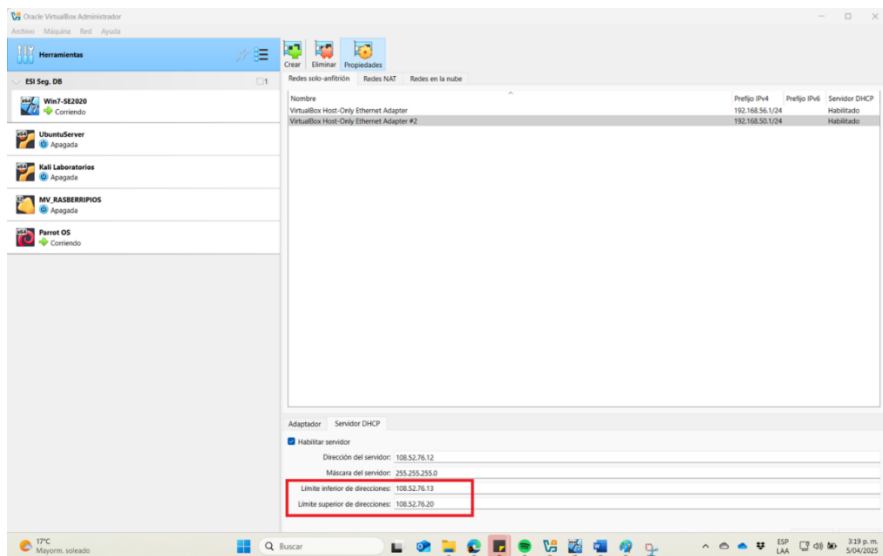 Oracle VirtualBox Administrador
Archivo Máquina Red Ayuda
Herramientas
Crear Eliminar Propiedades
ESI Seg. DB 1
Redes solo-anfitrión Redes NAT Redes en la nube
Win7-SE2020
Corriendo
Nombre Prefijo IPv4 Prefijo IPv6 Servidor DHCP
VirtualBox Host-Only Ethernet Adapter 192.168.56.1/24 Habilitado
VirtualBox Host-Only Ethernet Adapter #2 192.168.50.1/24 Habilitado
UbuntuServer
Apagada
Kali Laboratorios
Apagada
MV_RASBERRIPIOS
Apagada
Parrot OS
Corriendo
Adaptador Servidor DHCP
Habilitar servidor
Dirección del servidor: 108.52.76.12
Máscara del servidor: 255.255.255.0
Límite inferior de direcciones: 108.52.76.13
Límite superior de direcciones: 108.52.76.20
17°C
Mayorm. soleado
Buscar
ESP
LAA
3:19 p. m.
5/04/2025